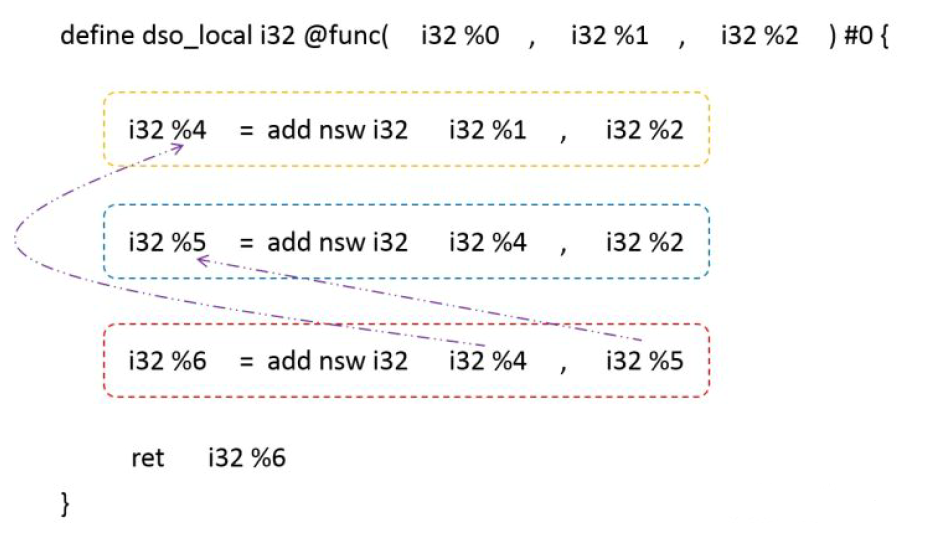 define dso_local i32 @func( i32 %0 , i32 %1 , i32 %2 ) #0 {
i32 %4 = add nsw i32 i32 %1 , i32 %2
i32 %5 = add nsw i32 i32 %4 , i32 %2
i32 %6 = add nsw i32 i32 %4 , i32 %5
ret i32 %6
}